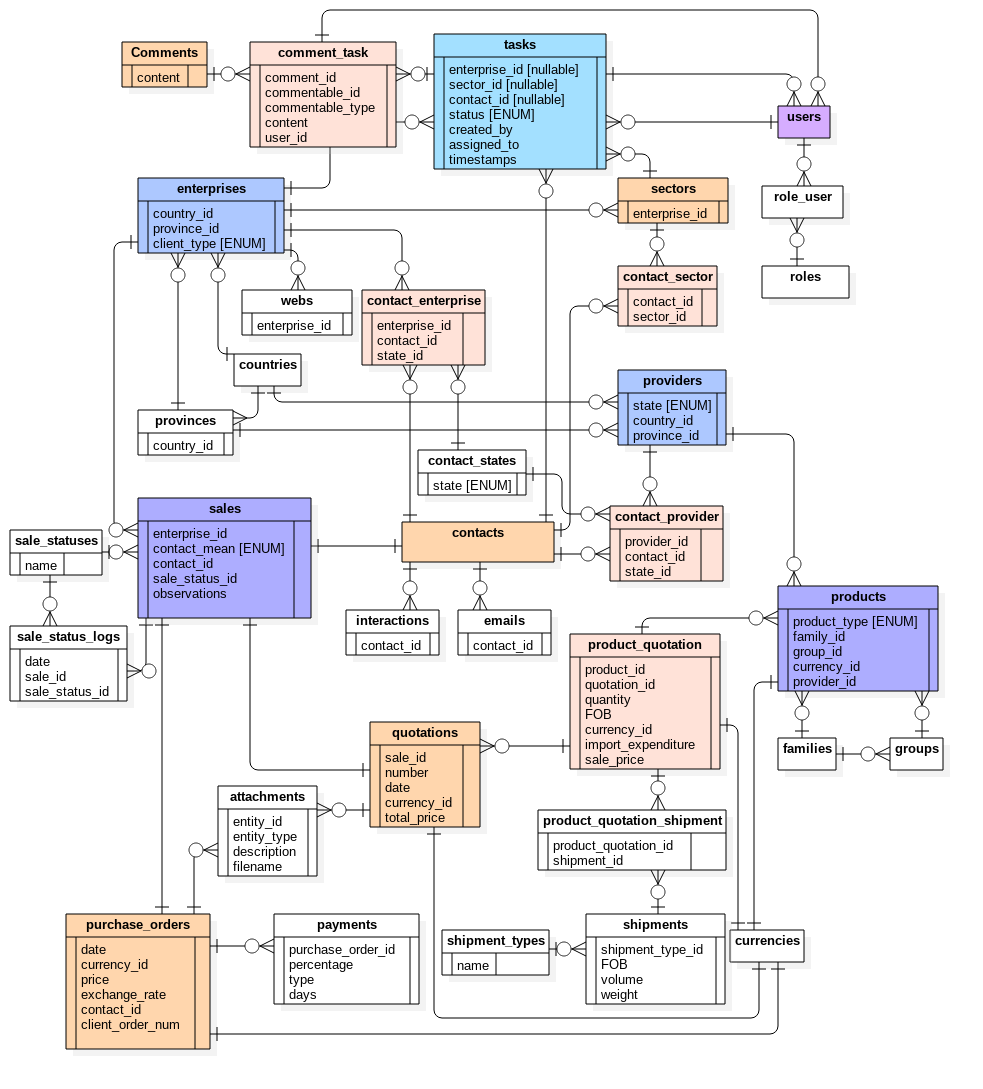 Comments
content
comment_task
comment_id
commentable_id
commentable_type
content
user_id
tasks
enterprise_id [nullable]
sector_id [nullable]
contact_id [nullable]
status [ENUM]
created_by
assigned_to
timestamps
users
enterprises
country_id
province_id
client_type [ENUM]
sectors
enterprise_id
role_user
roles
webs
enterprise_id
contact_enterprise
enterprise_id
contact_id
state_id
contact_sector
contact_id
sector_id
countries
provinces
country_id
providers
state [ENUM]
country_id
province_id
contact_states
state [ENUM]
sales
enterprise_id
contact_mean [ENUM]
contact_id
sale_status_id
observations
sale_statuses
name
contacts
contact_provider
provider_id
contact_id
state_id
sale_status_logs
date
sale_id
sale_status_id
interactions
contact_id
emails
contact_id
products
product_type [ENUM]
family_id
group_id
currency_id
provider_id
product_quotation
product_id
quotation_id
quantity
FOB
currency_id
import_expenditure
sale_price
quotations
sale_id
number
date
currency_id
total_price
families
groups
attachments
entity_id
entity_type
description
filename
product_quotation_shipment
product_quotation_id
shipment_id
purchase_orders
date
currency_id
price
exchange_rate
contact_id
client_order_num
payments
purchase_order_id
percentage
type
days
shipment_types
name
shipments
shipment_type_id
FOB
volume
weight
currencies